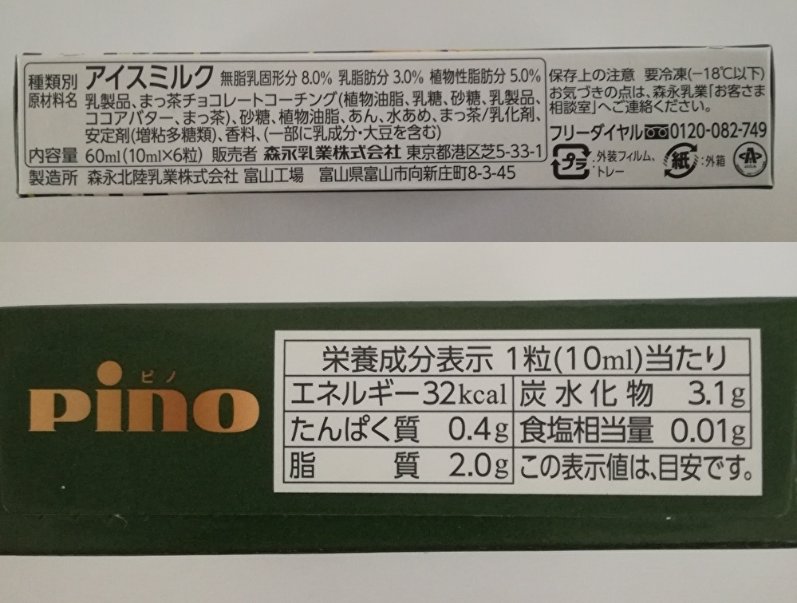 種類別 アイスミルク 無脂乳固形分 8.0% 乳脂肪分 3.0% 植物性脂肪分 5.0%
原材料名 乳製品、まっ茶チョコレートコーチング(植物油脂、乳糖、砂糖、乳製品、
ココアバター、まっ茶)、砂糖、植物油脂、あん、水あめ、まっ茶/乳化剤、
安定剤(増粘多糖類)、香料、(一部に乳成分・大豆を含む)
内容量 60ml(10ml×6粒) 販売者 森永乳業株式会社 東京都港区芝5-33-1
製造所 森永北陸乳業株式会社 富山工場 富山県富山市向新庄町8-3-45
保存上の注意 要冷凍(−18℃以下)
お気づきの点は、森永乳業「お客さま
相談室」へご連絡ください。
フリーダイヤル 0120-082-749
プラ :外装フィルム、
トレー
紙 :外箱
ピノ
pino
栄養成分表示 1粒(10ml)当たり
エネルギー 32kcal 炭水化物 3.1g
たんぱく質 0.4g 食塩相当量 0.01g
脂質 2.0g この表示値は、目安です。